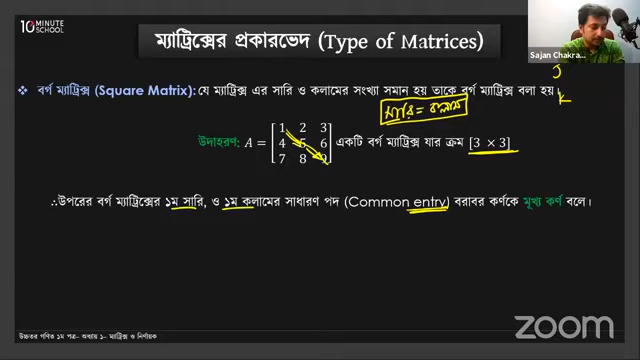 10 MINUTE SCHOOL
ম্যাট্রিক্সের প্রকারভেদ (Type of Matrices)
Sajan Chakra...
❖ বর্গ ম্যাট্রিক্স (Square Matrix): যে ম্যাট্রিক্স এর সারি ও কলামের সংখ্যা সমান হয় তাকে বর্গ ম্যাট্রিক্স বলা হয়।
সারি = কলাম
উদাহরণ: A = [1 2 3
4 5 6
7 8 9] একটি বর্গ ম্যাট্রিক্স যার ক্রম [3 × 3]
∴ উপরের বর্গ ম্যাট্রিক্সের ১ম সারি, ও ১ম কলামের সাধারণ পদ (Common entry) বরাবর কর্ণকে মূখ্য কর্ণ বলে।
উচ্চতর গণিত ১ম পত্র- অধ্যায় ১- ম্যাট্রিক্স ও নির্ণায়ক
zoom